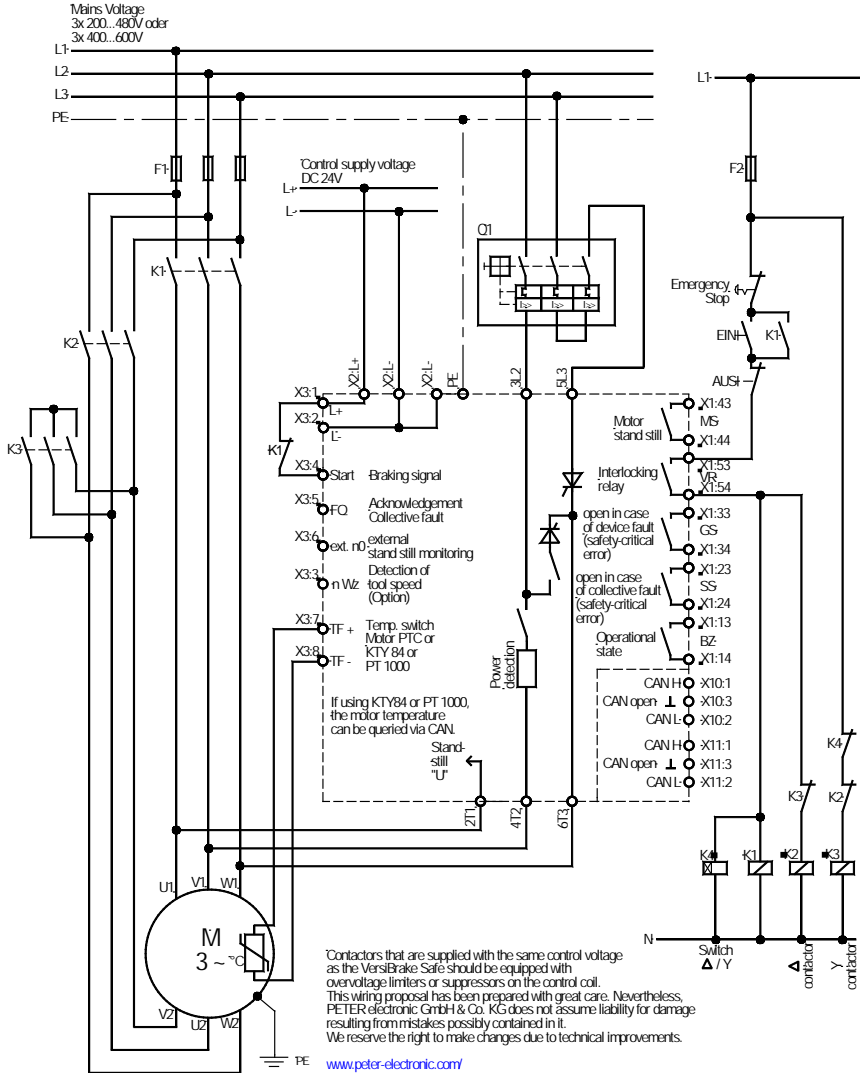 Mains Voltage
3x 200...480V oder
3x 400...600V
L1
L2
L3
PE
L1
F1
F2
Control supply voltage
DC 24V
L+
L-
Q1
K1
K2
K3
Emergency
Stop
EIN
K1
AUS
X2:L+
X2:L-
X2:L-
PE
3L2
5L3
X3:1
L+
X3:2
L-
K1
X3:4
Start
Braking signal
X3:5
FQ
Acknowledgement
Collective fault
X3:6
ext. n0
external
stand still monitoring
X3:3
n Wz
Detection of
tool speed
(Option)
X3:7
TF +
Temp. switch
Motor PTC or
KTY 84 or
PT 1000
X3:8
TF -
If using KTY84 or PT 1000,
the motor temperature
can be queried via CAN.
Stand-
still
"U"
Power
detection
Motor
stand still
X1:43
MS
X1:44
Interlocking
relay
X1:53
VR
X1:54
open in case
of device fault
(safety-critical
error)
X1:33
GS
X1:34
open in case
of collective fault
(safety-critical
error)
X1:23
SS
X1:24
Operational
state
X1:13
BZ
X1:14
CAN H
X10:1
CAN open
X10:3
CAN L
X10:2
CAN H
X11:1
CAN open
X11:3
CAN L
X11:2
2T1
4T2
6T3
K4
K3
K2
K4
K1
K2
K3
N
Switch
Δ / Y
Δ
contactor
Y
contactor
U1
V1
W1
M
3 ~
°C
V2
U2
W2
PE
Contactors that are supplied with the same control voltage
as the VersiBrake Safe should be equipped with
overvoltage limiters or suppressors on the control coil.
This wiring proposal has been prepared with great care. Nevertheless,
PETER electronic GmbH & Co. KG does not assume liability for damage
resulting from mistakes possibly contained in it.
We reserve the right to make changes due to technical improvements.
www.peter-electronic.com/